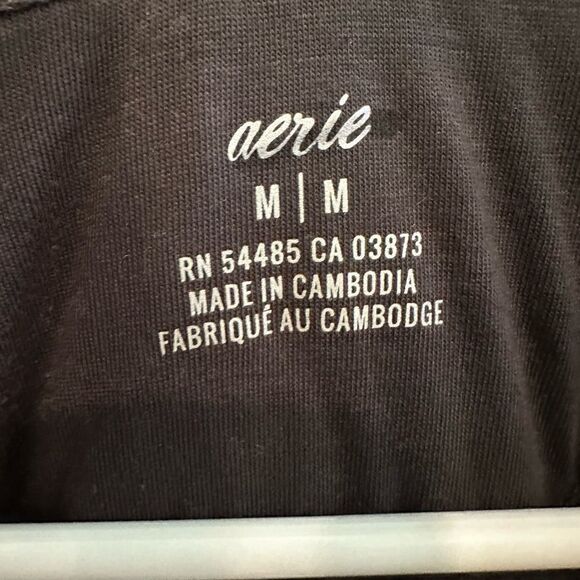 aerie
M | M
RN 54485 CA 03873
MADE IN CAMBODIA
FABRIQUÉ AU CAMBODGE